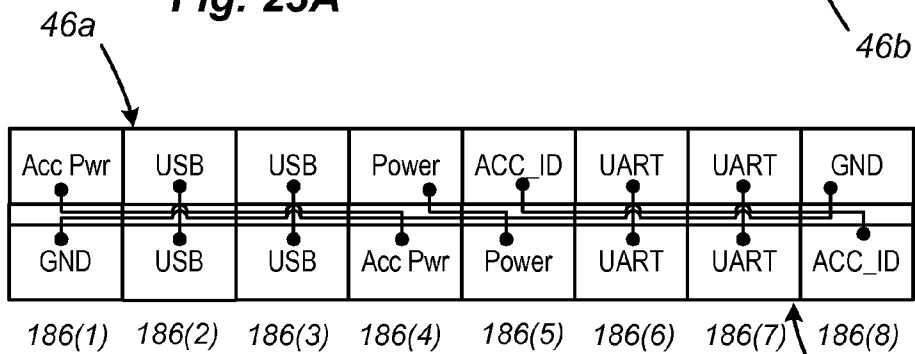 Fig. 23A
46a
46b
Acc Pwr USB USB Power ACC_ID UART UART GND
GND USB USB Acc Pwr Power UART UART ACC_ID
186(1) 186(2) 186(3) 186(4) 186(5) 186(6) 186(7) 186(8)